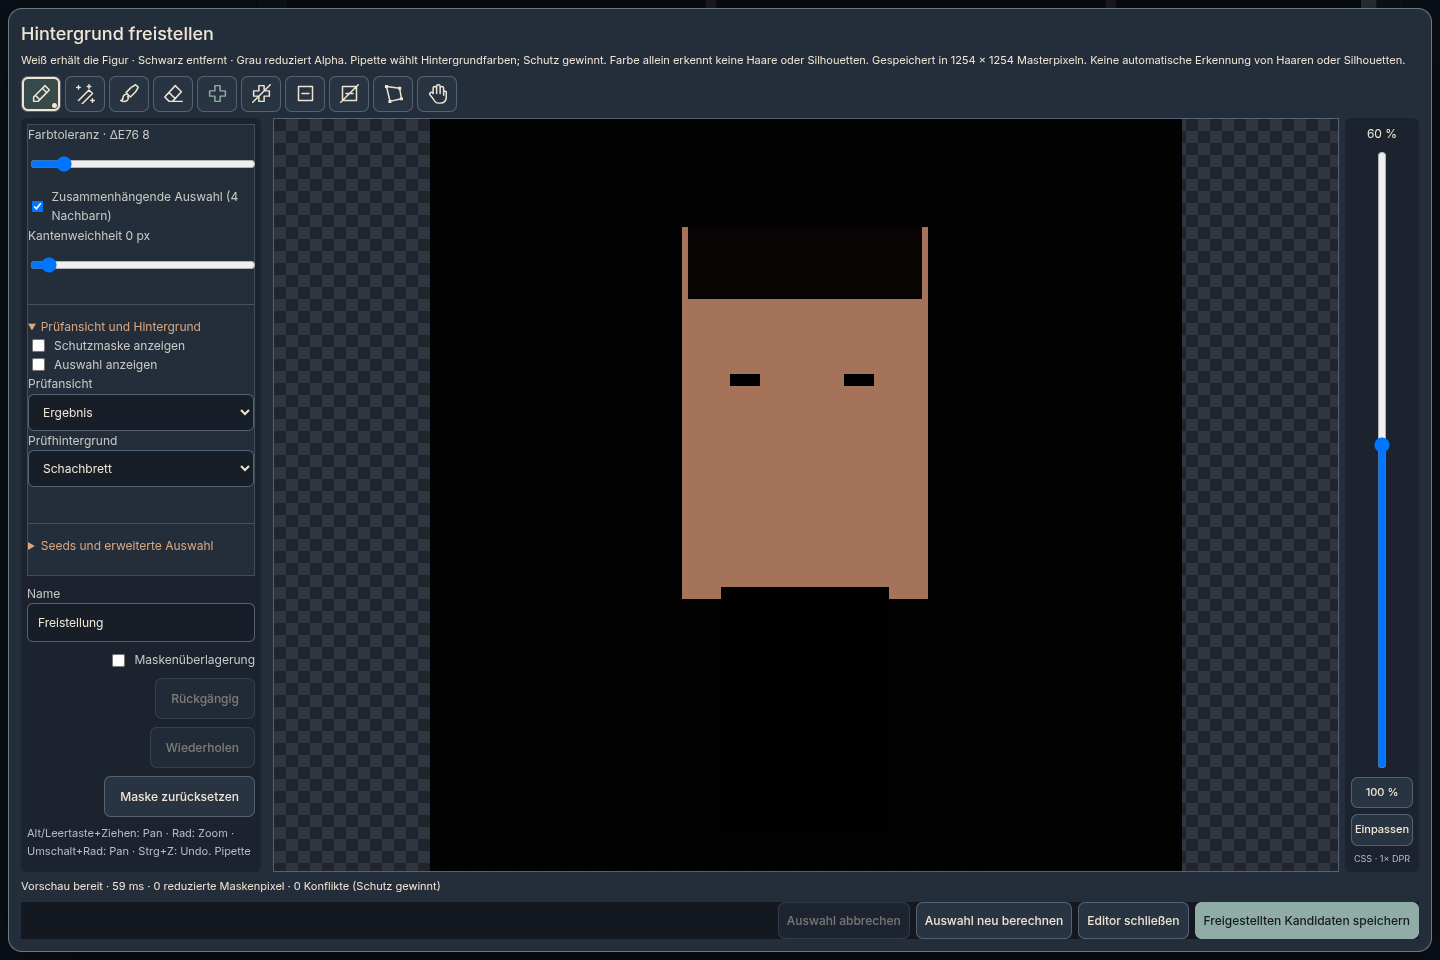 Hintergrund freistellen
Weiß erhält die Figur · Schwarz entfernt · Grau reduziert Alpha. Pipette wählt Hintergrundfarben; Schutz gewinnt. Farbe allein erkennt keine Haare oder Silhouetten. Gespeichert in 1254 × 1254 Masterpixeln. Keine automatische Erkennung von Haaren oder Silhouetten.
Farbtoleranz · ΔE76 8
Zusammenhängende Auswahl (4
Nachbarn)
Kantenweichheit 0 px
Prüfansicht und Hintergrund
Schutzmaske anzeigen
Auswahl anzeigen
Prüfansicht
Ergebnis
Prüfhintergrund
Schachbrett
Seeds und erweiterte Auswahl
Name
Freistellung
Maskenüberlagerung
Rückgängig
Wiederholen
Maske zurücksetzen
Alt/Leertaste+Ziehen: Pan · Rad: Zoom ·
Umschalt+Rad: Pan · Strg+Z: Undo. Pipette
60 %
100 %
Einpassen
CSS · 1× DPR
Vorschau bereit · 59 ms · 0 reduzierte Maskenpixel · 0 Konflikte (Schutz gewinnt)
Auswahl abbrechen
Auswahl neu berechnen
Editor schließen
Freigestellten Kandidaten speichern